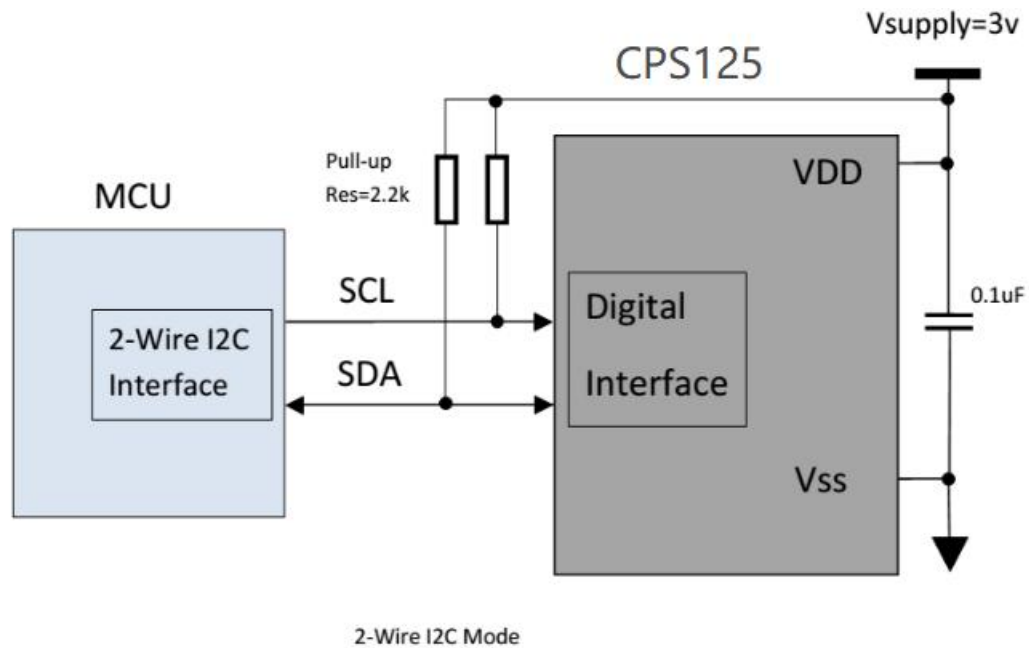 Vsupply=3v
CPS125
Pull-up
Res=2.2k
VDD
MCU
SCL
0.1uF
Digital
Interface
2-Wire I2C
Interface
SDA
Vss
2-Wire I2C Mode